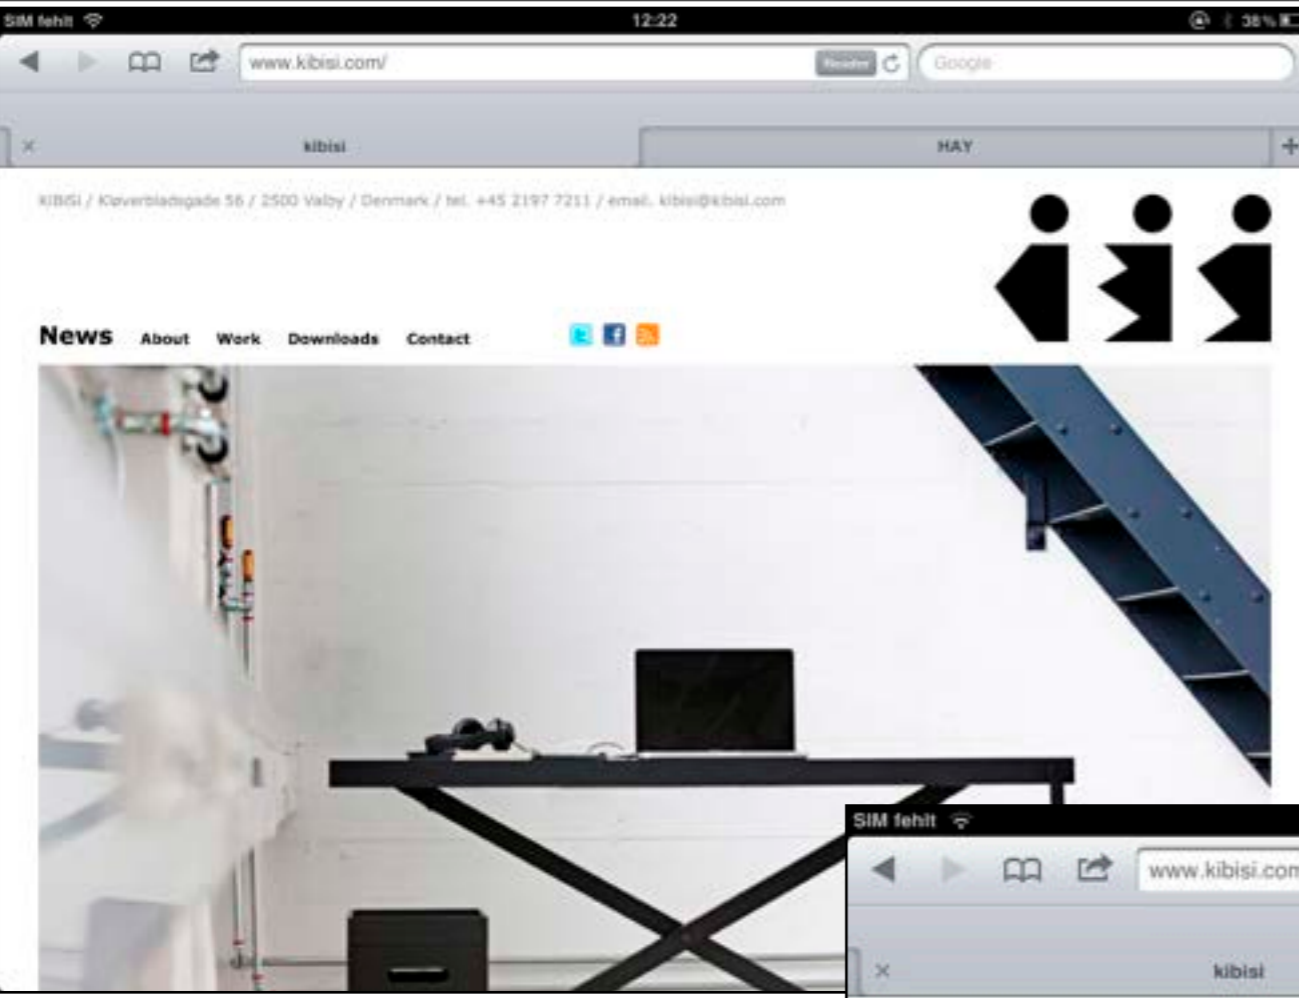 SIM fehlt 12:22 38%
www.kibisi.com/ Reader Google
kibisi HAY
KIBISI / Kløverbladsgade 56 / 2500 Valby / Denmark / tel. +45 2197 7211 / email. kibisi@kibisi.com
News About Work Downloads Contact
SIM fehlt
www.kibisi.com
kibisi